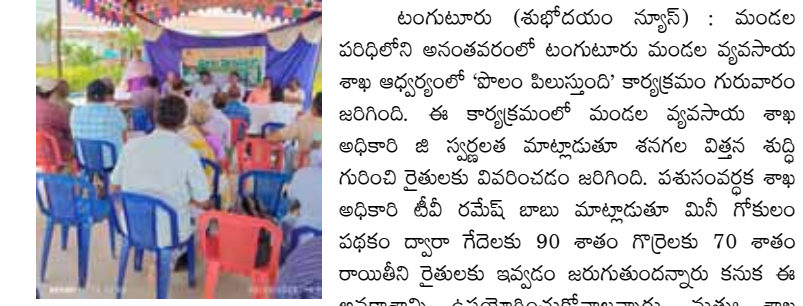 టంగుటూరు (శుభోదయం న్యూస్) : మండల
పరిధిలోని అనంతవరంలో టంగుటూరు మండల వ్యవసాయ
శాఖ ఆధ్వర్యంలో 'పొలం పిలుస్తుంది' కార్యక్రమం గురువారం
జరిగింది. ఈ కార్యక్రమంలో మండల వ్యవసాయ శాఖ
అధికారి జి స్వర్ణలత మాట్లాడుతూ శనగల విత్తన శుద్ధి
గురించి రైతులకు వివరించడం జరిగింది. పశుసంవర్ధక శాఖ
అధికారి టీవీ రమేష్ బాబు మాట్లాడుతూ మినీ గోకులం
పథకం ద్వారా గేదెలకు 90 శాతం గొర్రెలకు 70 శాతం
రాయితీని రైతులకు ఇవ్వడం జరుగుతుందన్నారు కనుక ఈ